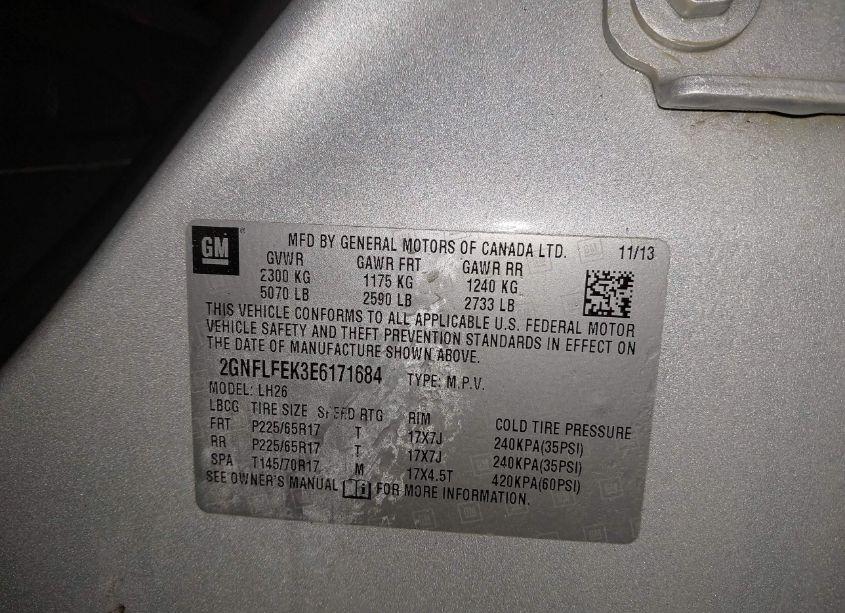 GM
MFD BY GENERAL MOTORS OF CANADA LTD. 11/13
GVWR GAWR FRT GAWR RR
2300 KG 1175 KG 1240 KG
5070 LB 2590 LB 2733 LB
THIS VEHICLE CONFORMS TO ALL APPLICABLE U.S. FEDERAL MOTOR
VEHICLE SAFETY AND THEFT PREVENTION STANDARDS IN EFFECT ON
THE DATE OF MANUFACTURE SHOWN ABOVE.
2GNFLFEK3E6171684 TYPE: M.P.V.
MODEL: LH26
LBCG TIRE SIZE SPEED RTG RIM COLD TIRE PRESSURE
FRT P225/65R17 T 17X7J 240KPA(35PSI)
RR P225/65R17 T 17X7J 240KPA(35PSI)
SPA T145/70R17 M 17X4.5T 420KPA(60PSI)
SEE OWNER'S MANUAL FOR MORE INFORMATION.